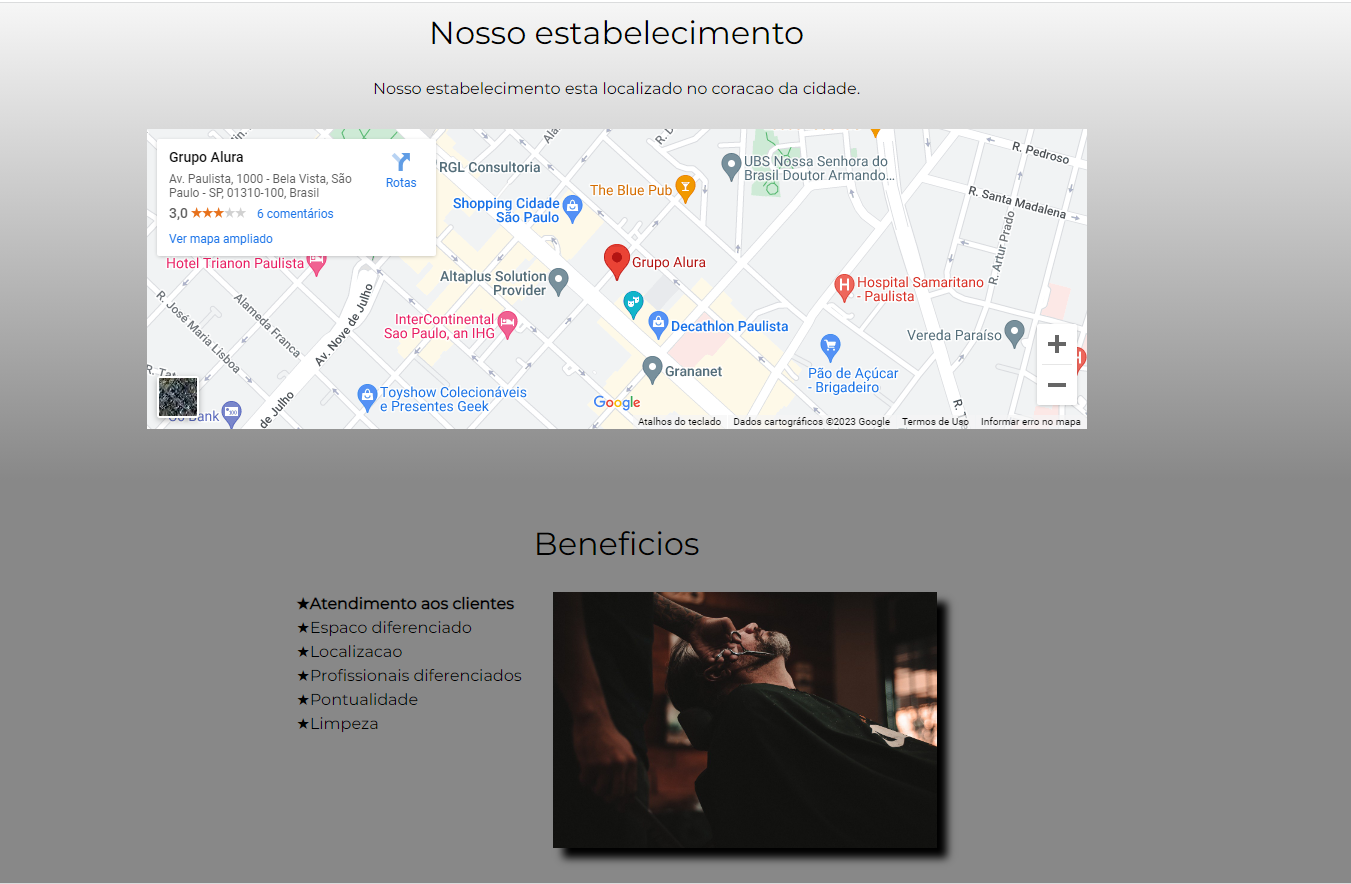 Nosso estabelecimento
Nosso estabelecimento esta localizado no coracao da cidade.
Grupo Alura
Av. Paulista, 1000 - Bela Vista, São
Paulo - SP, 01310-100, Brasil
3,0 ★★★★★ 6 comentários
Ver mapa ampliado
Rotas
RGL Consultoria
UBS Nossa Senhora do
Brasil Doutor Armando...
R. Pedroso
The Blue Pub
Shopping Cidade
São Paulo
R. Santa Madalena
R. Artur Prado
Hotel Trianon Paulista
Grupo Alura
Altaplus Solution
Provider
Hospital Samaritano
- Paulista
R. José Maria Lisboa
Alameda Franca
Av. Nove de Julho
InterContinental
Sao Paulo, an IHG
Decathlon Paulista
Vereda Paraíso
Grananet
Pão de Açúcar
- Brigadeiro
Toyshow Colecionáveis
e Presentes Geek
Bank
de Julho
Google
Atalhos do teclado
Dados cartográficos ©2023 Google
Termos de Uso
Informar erro no mapa
Beneficios
★Atendimento aos clientes
★Espaco diferenciado
★Localizacao
★Profissionais diferenciados
★Pontualidade
★Limpeza